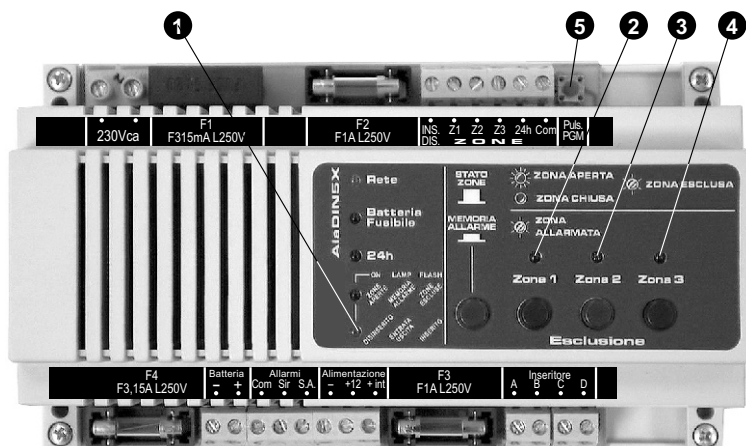 1 5 2 3 4
230Vca
F1
F315mA L250V
F2
F1A L250V
INS. Z1 Z2 Z3 24h Com
DIS. ZONE
Puls.
PGM
AlaDIN5X
Rete
Batteria
Fusibile
24h
ON LAMP FLASH
ZONE APERTE
MEMORIA ALLARME
ZONE ESCLUSE
DISINSERITO
ENTRATA USCITA
INSERITO
STATO
ZONE
MEMORIA
ALLARME
ZONA APERTA
ZONA CHIUSA
ZONA ESCLUSA
ZONA
ALLARMATA
Zona 1 Zona 2 Zona 3
Esclusione
F4
F3,15A L250V
Batteria
– +
Allarmi
Com Sir S.A.
Alimentazione
– +12 + int
F3
F1A L250V
Inseritore
A B C D